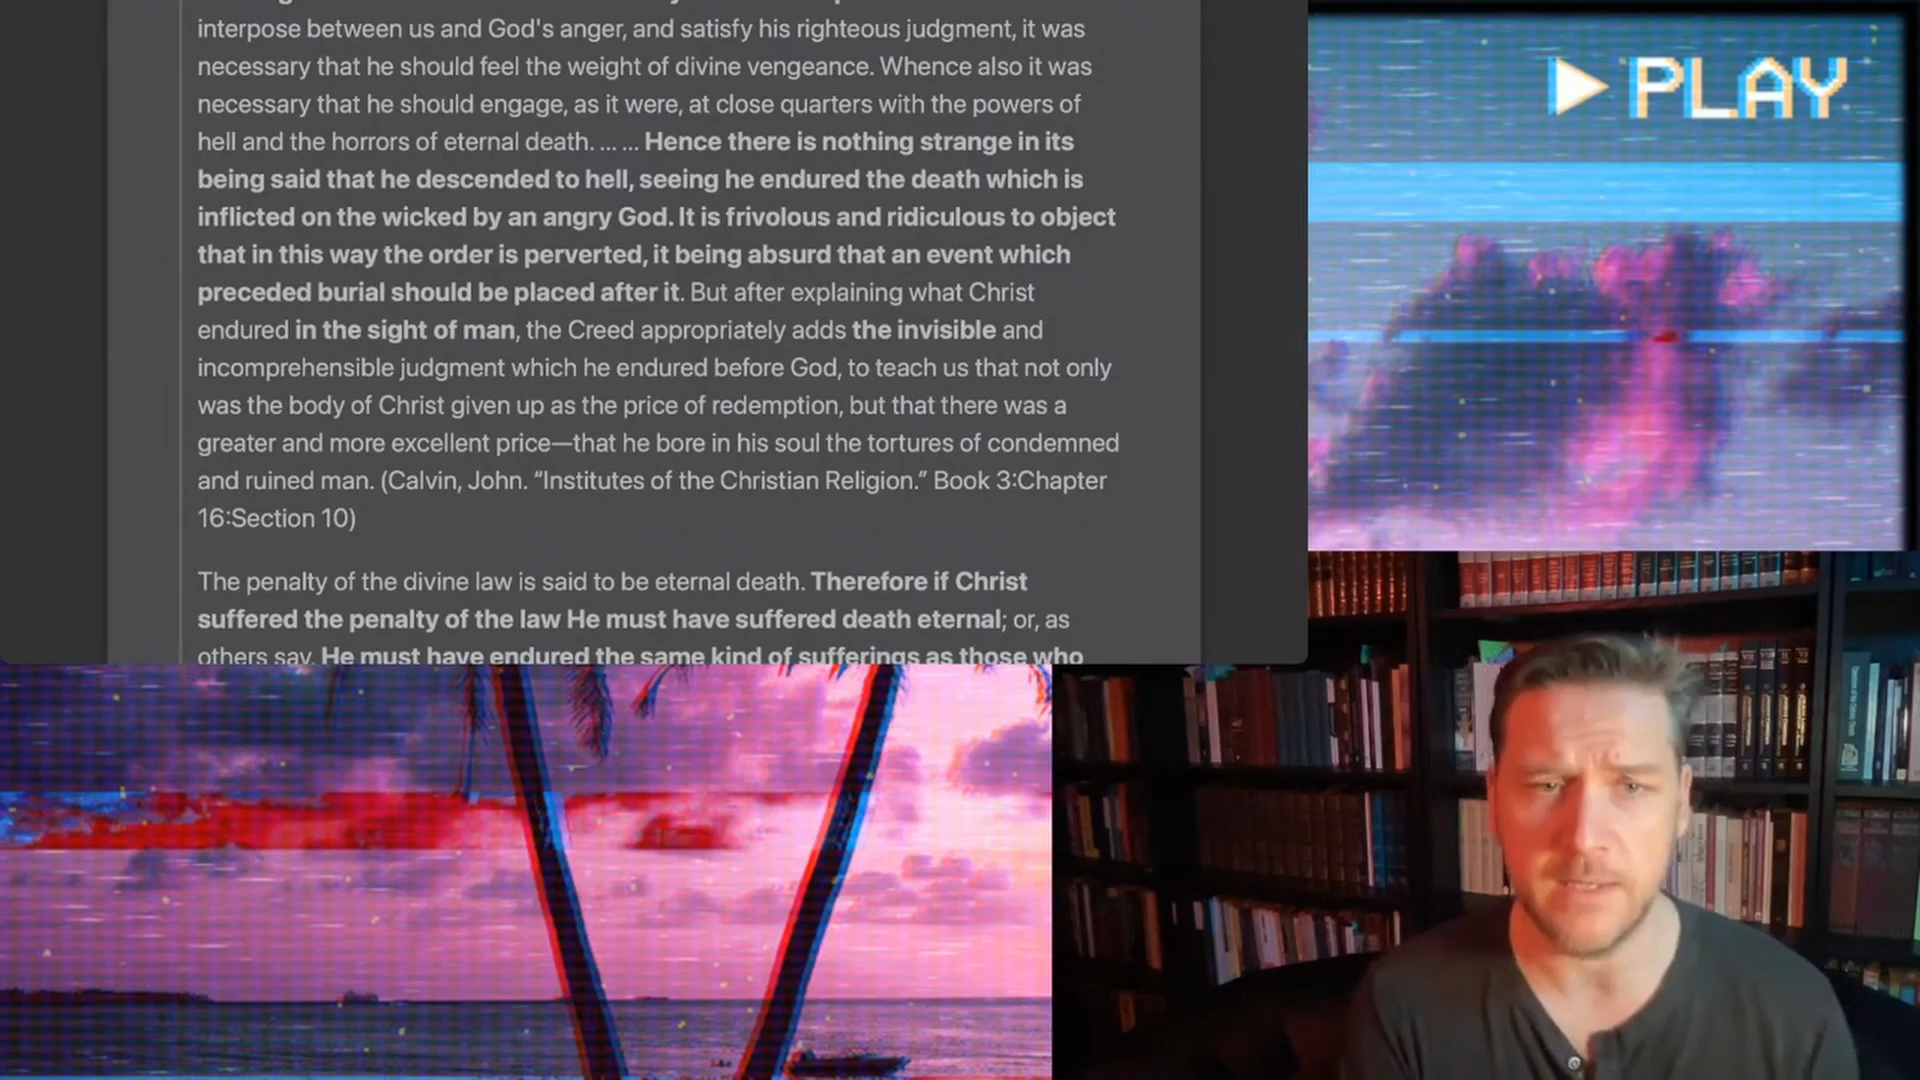 interpose between us and God's anger, and satisfy his righteous judgment, it was
necessary that he should feel the weight of divine vengeance. Whence also it was
necessary that he should engage, as it were, at close quarters with the powers of
hell and the horrors of eternal death. ... ... Hence there is nothing strange in its
being said that he descended to hell, seeing he endured the death which is
inflicted on the wicked by an angry God. It is frivolous and ridiculous to object
that in this way the order is perverted, it being absurd that an event which
preceded burial should be placed after it. But after explaining what Christ
endured in the sight of man, the Creed appropriately adds the invisible and
incomprehensible judgment which he endured before God, to teach us that not only
was the body of Christ given up as the price of redemption, but that there was a
greater and more excellent price—that he bore in his soul the tortures of condemned
and ruined man. (Calvin, John. “Institutes of the Christian Religion.” Book 3:Chapter
16:Section 10)
The penalty of the divine law is said to be eternal death. Therefore if Christ
suffered the penalty of the law He must have suffered death eternal; or, as
others say, He must have endured the same kind of sufferings as those who
PLAY